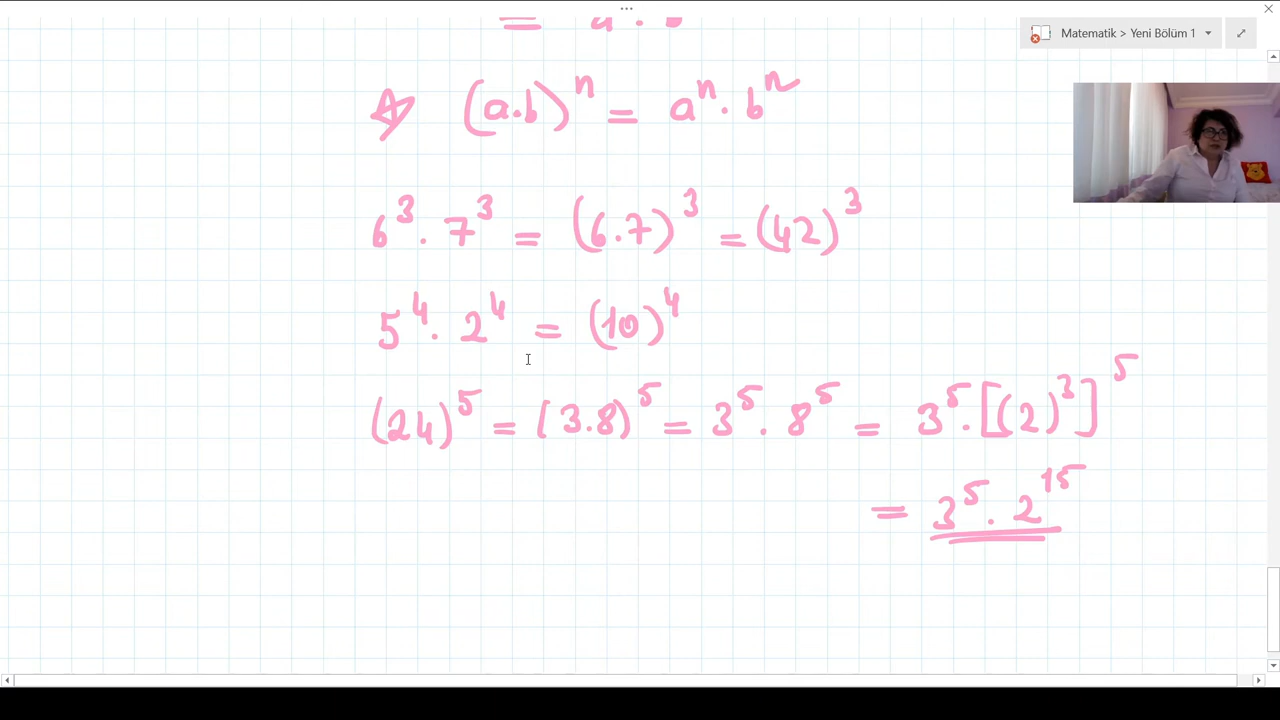 Matematik > Yeni Bölüm 1
(a.b)ⁿ = aⁿ . bⁿ
6³ . 7³ = (6.7)³ = (42)³
5⁴ . 2⁴ = (10)⁴
(24)⁵ = (3.8)⁵ = 3⁵ . 8⁵ = 3⁵ . [(2)³]⁵
= 3⁵ . 2¹⁵